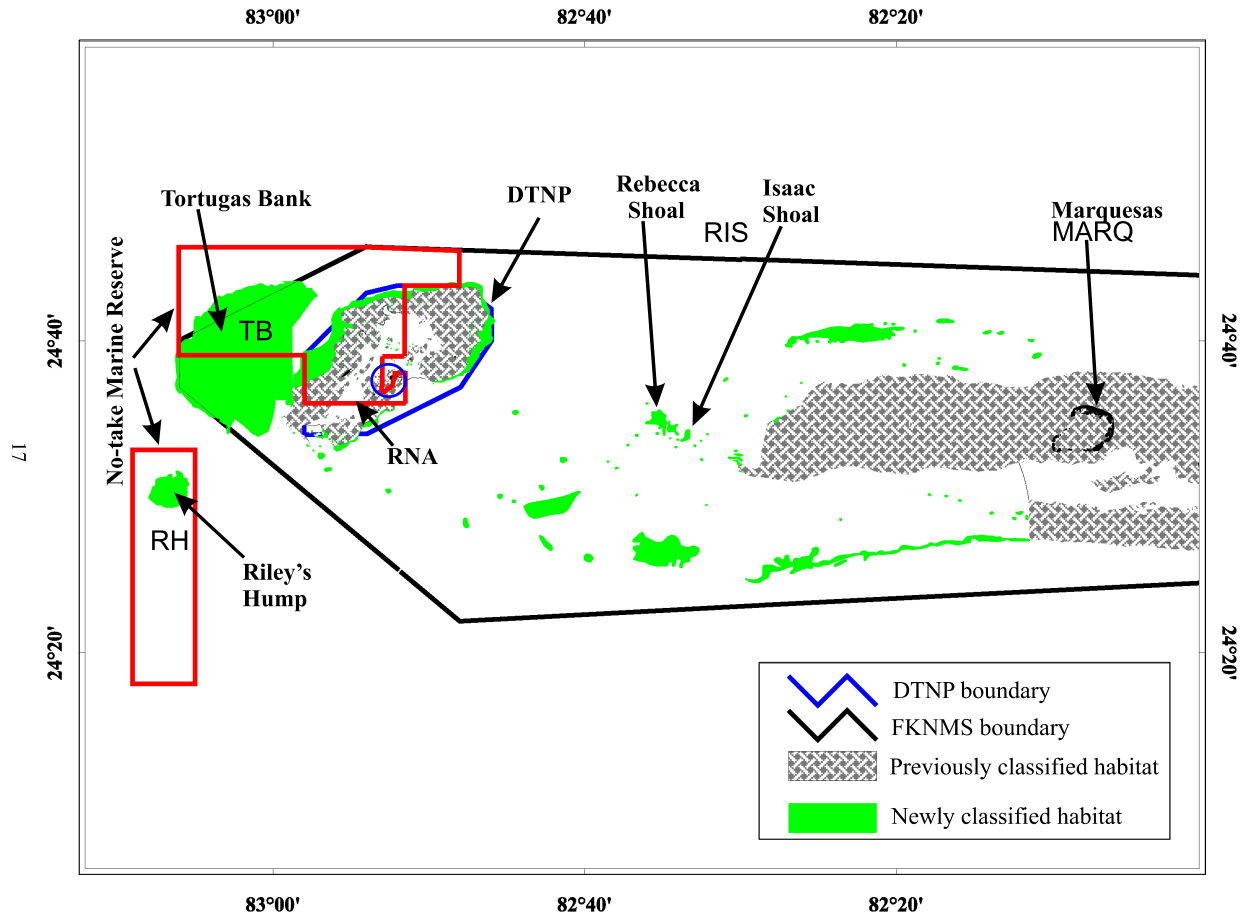 83°00'
82°40'
82°20'
Tortugas Bank
DTNP
Rebecca
Shoal
RIS
Isaac
Shoal
Marquesas
MARQ
No-take Marine Reserve
TB
24°40'
24°40'
RNA
17
RH
Riley's
Hump
24°20'
24°20'
DTNP boundary
FKNMS boundary
Previously classified habitat
Newly classified habitat
83°00'
82°40'
82°20'